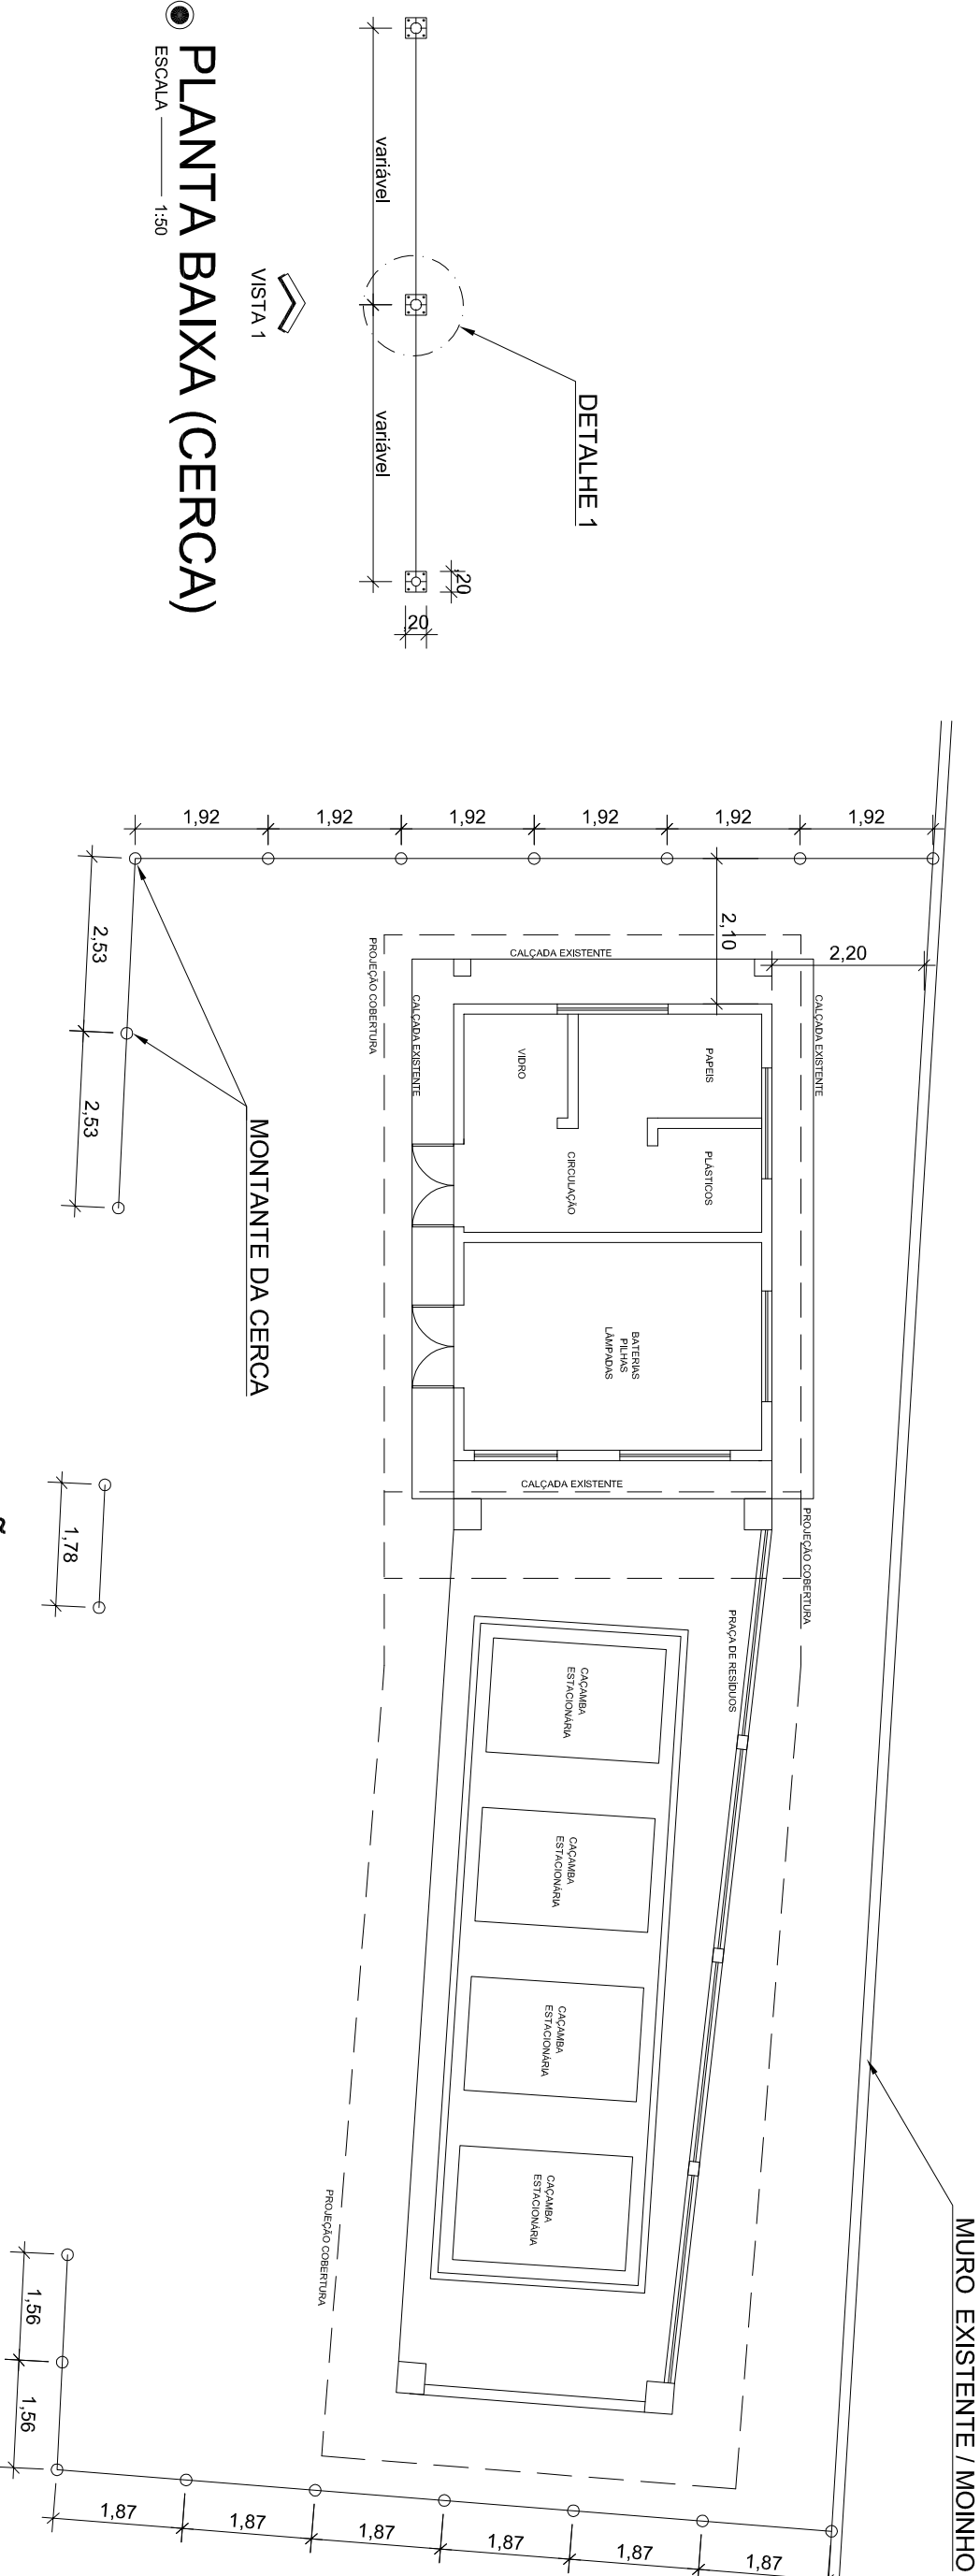 PLANTA BAIXA (CERCA)
ESCALA
1:50
variável
variável
VISTA 1
DETALHE 1
,20
,20
1,92
1,92
1,92
1,92
1,92
1,92
2,53
2,53
2,10
2,20
MONTANTE DA CERCA
PROJEÇÃO COBERTURA
CALÇADA EXISTENTE
CALÇADA EXISTENTE
CALÇADA EXISTENTE
VIDRO
PAPEIS
CIRCULAÇÃO
PLÁSTICOS
BATERIAS
PILHAS
LÂMPADAS
CALÇADA EXISTENTE
PROJEÇÃO COBERTURA
PRAÇA DE RESÍDUOS
1,78
CAÇAMBA
ESTACIONÁRIA
CAÇAMBA
ESTACIONÁRIA
CAÇAMBA
ESTACIONÁRIA
CAÇAMBA
ESTACIONÁRIA
PROJEÇÃO COBERTURA
MURO EXISTENTE / MOINHO
1,56
1,56
1,87
1,87
1,87
1,87
1,87
1,87